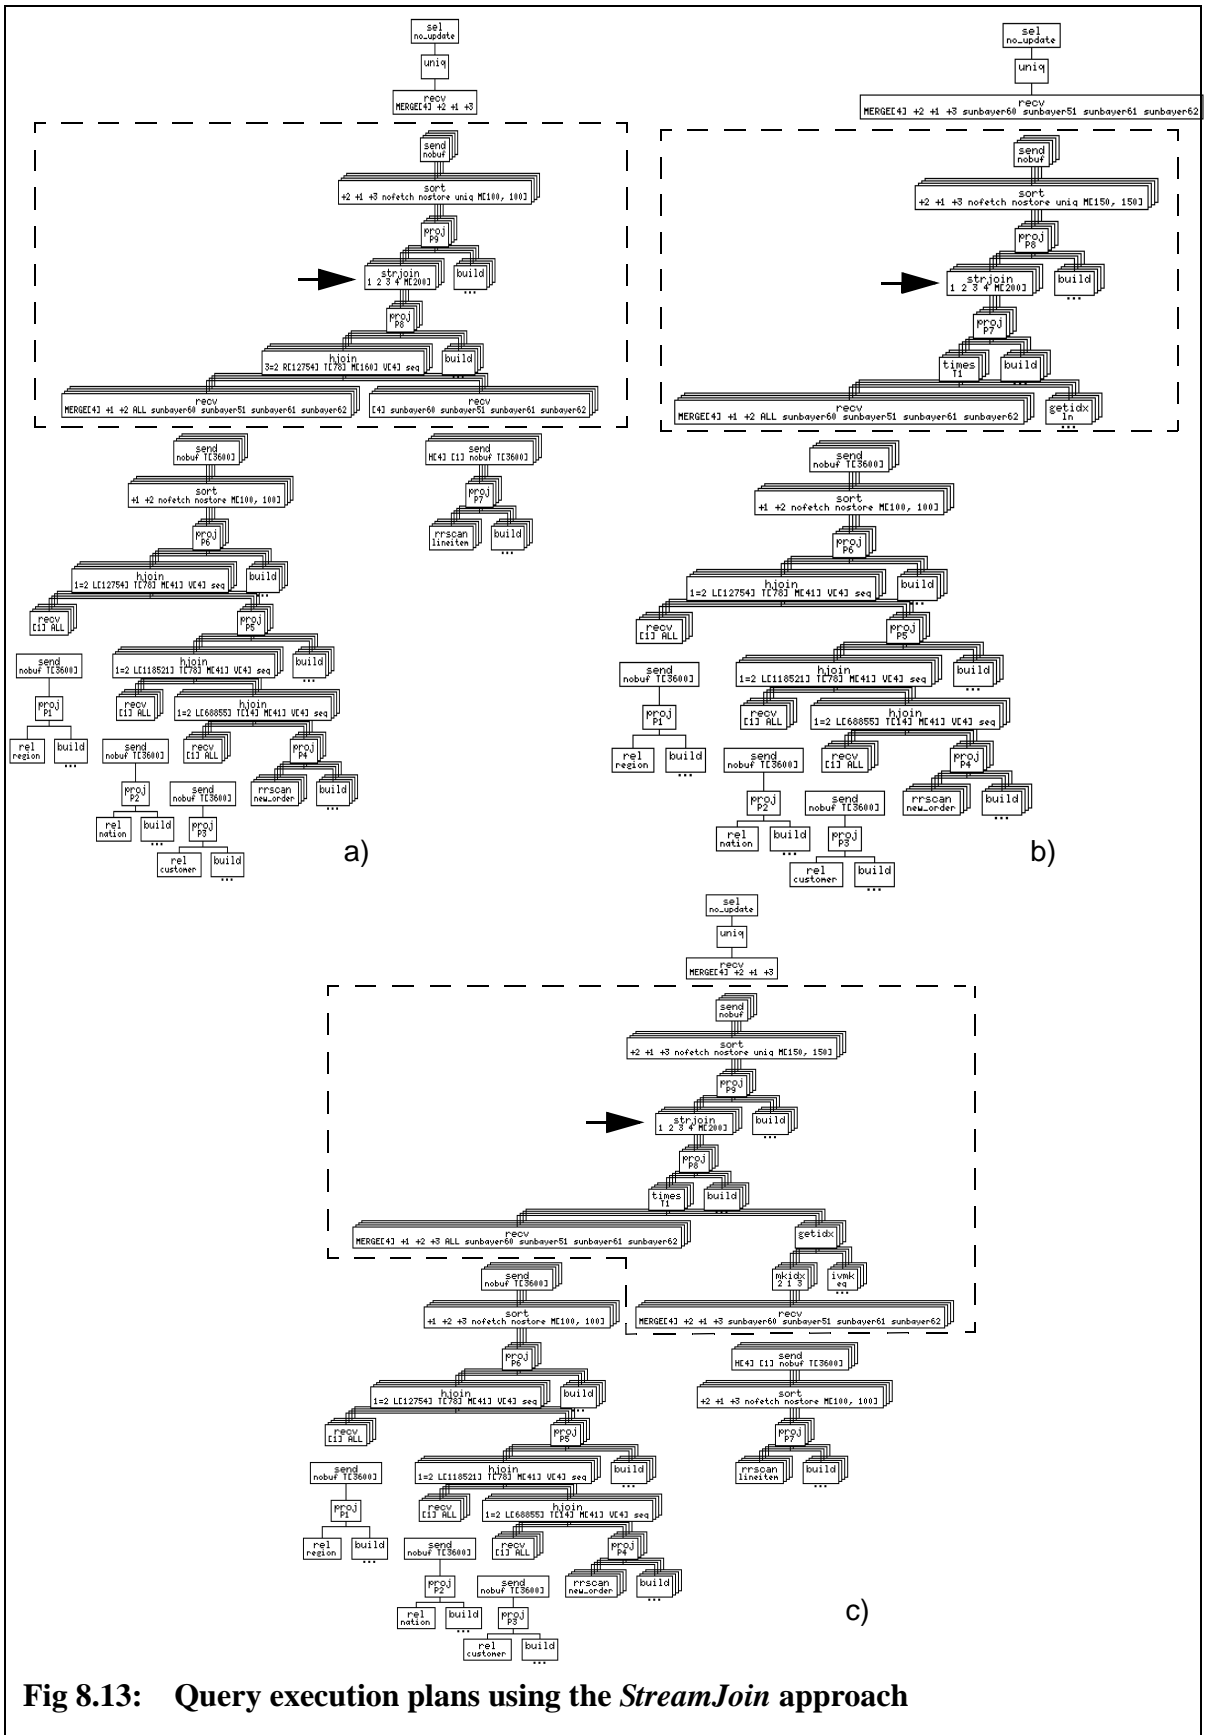 sel
no_update
uniq
recv
MERGE[4] +2 +1 +3
send
nobuf
sort
+2 +1 +3 nofetch nostore uniq M[100, 100]
proj
P9
strjoin
1 2 3 4 M[200]
build
...
proj
P8
hjoin
3=2 R[12754] T[78] M[160] V[4] seq
build
...
recv
MERGE[4] +1 +2 ALL sunbayer60 sunbayer51 sunbayer61 sunbayer62
recv
[4] sunbayer60 sunbayer51 sunbayer61 sunbayer62
send
nobuf T[3600]
send
H[4] [1] nobuf T[3600]
sort
+1 +2 nofetch nostore M[100, 100]
proj
P7
proj
P6
rrscan
lineitem
build
...
hjoin
1=2 L[12754] T[78] M[41] V[4] seq
build
...
recv
[1] ALL
proj
P5
send
nobuf T[3600]
hjoin
1=2 L[118521] T[78] M[41] V[4] seq
build
...
proj
P1
recv
[1] ALL
hjoin
1=2 L[68855] T[14] M[41] V[4] seq
rel
region
build
...
send
nobuf T[3600]
recv
[1] ALL
proj
P4
proj
P2
send
nobuf T[3600]
rrscan
new_order
build
...
rel
nation
build
...
proj
P3
rel
customer
build
...
a)
sel
no_update
uniq
recv
MERGE[4] +2 +1 +3 sunbayer60 sunbayer51 sunbayer61 sunbayer62
send
nobuf
sort
+2 +1 +3 nofetch nostore uniq M[150, 150]
proj
P8
strjoin
1 2 3 4 M[200]
build
...
proj
P7
times
T1
build
...
recv
MERGE[4] +1 +2 ALL sunbayer60 sunbayer51 sunbayer61 sunbayer62
getidx
ln
...
send
nobuf T[3600]
sort
+1 +2 nofetch nostore M[100, 100]
proj
P6
hjoin
1=2 L[12754] T[78] M[41] V[4] seq
build
...
recv
[1] ALL
proj
P5
send
nobuf T[3600]
hjoin
1=2 L[118521] T[78] M[41] V[4] seq
build
...
proj
P1
recv
[1] ALL
hjoin
1=2 L[68855] T[14] M[41] V[4] seq
rel
region
build
...
send
nobuf T[3600]
recv
[1] ALL
proj
P4
proj
P2
send
nobuf T[3600]
rrscan
new_order
build
...
rel
nation
build
...
proj
P3
rel
customer
build
...
b)
sel
no_update
uniq
recv
MERGE[4] +2 +1 +3
send
nobuf
sort
+2 +1 +3 nofetch nostore uniq M[150, 150]
proj
P9
strjoin
1 2 3 4 M[200]
build
...
proj
P8
times
T1
build
...
recv
MERGE[4] +1 +2 +3 ALL sunbayer60 sunbayer51 sunbayer61 sunbayer62
getidx
mkidx
2 1 3
ivmk
eq
...
send
nobuf T[3600]
recv
MERGE[4] +2 +1 +3 sunbayer60 sunbayer51 sunbayer61 sunbayer62
sort
+1 +2 +3 nofetch nostore M[100, 100]
send
H[4] [1] nobuf T[3600]
proj
P6
sort
+2 +1 +3 nofetch nostore M[100, 100]
hjoin
1=2 L[12754] T[78] M[41] V[4] seq
build
...
proj
P7
recv
[1] ALL
proj
P5
rrscan
lineitem
build
...
send
nobuf T[3600]
hjoin
1=2 L[118521] T[78] M[41] V[4] seq
build
...
proj
P1
recv
[1] ALL
hjoin
1=2 L[68855] T[14] M[41] V[4] seq
rel
region
build
...
send
nobuf T[3600]
recv
[1] ALL
proj
P4
proj
P2
send
nobuf T[3600]
rrscan
new_order
build
...
rel
nation
build
...
proj
P3
rel
customer
build
...
c)
Fig 8.13: Query execution plans using the StreamJoin approach